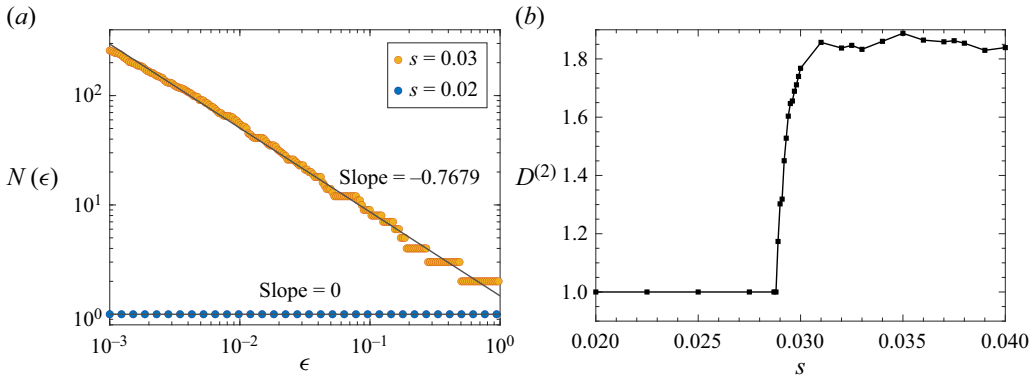 (a)
10²
10¹
10⁰
N (ϵ)
s = 0.03
s = 0.02
Slope = –0.7679
Slope = 0
10⁻³
10⁻²
10⁻¹
10⁰
ϵ
(b)
1.8
1.6
1.4
1.2
1.0
D⁽²⁾
0.020
0.025
0.030
0.035
0.040
s